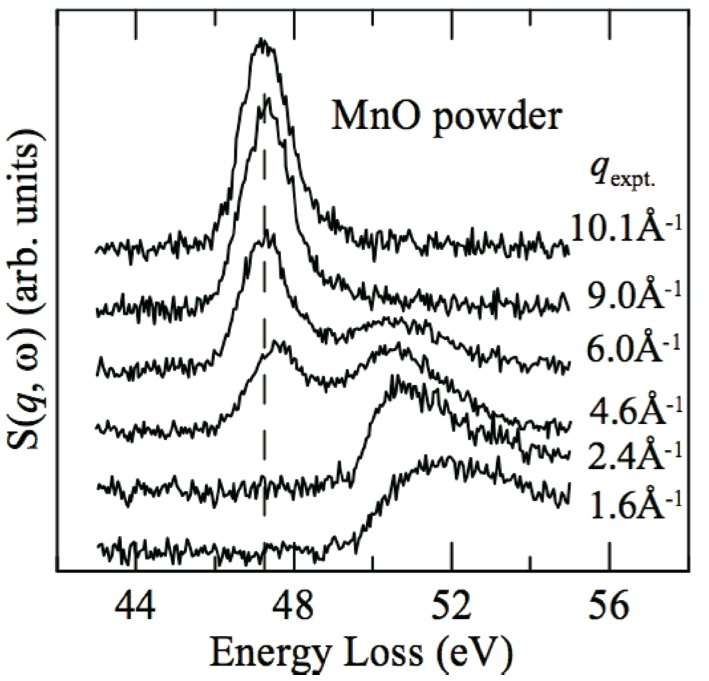 MnO powder
q expt.
10.1Å-1
9.0Å-1
6.0Å-1
4.6Å-1
2.4Å-1
1.6Å-1
S(q, ω) (arb. units)
44 48 52 56
Energy Loss (eV)